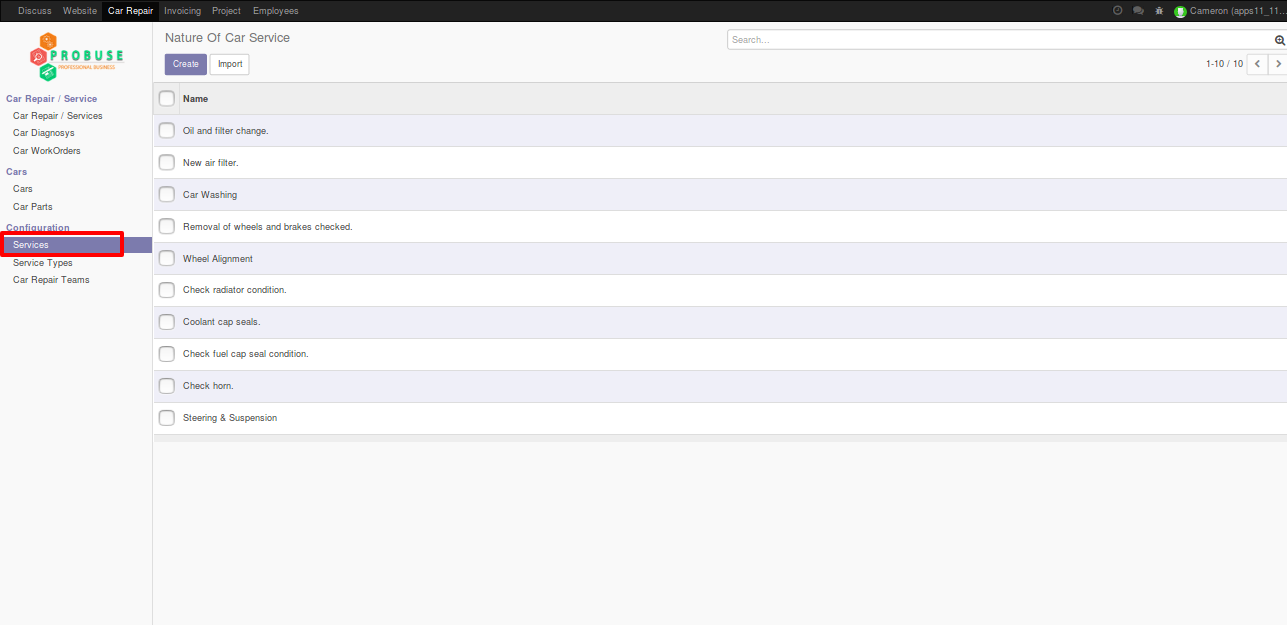 Discuss Website Car Repair Invoicing Project Employees Cameron (apps11_11...
PROBUSE
PROFESSIONAL BUSINESS
Car Repair / Service
Car Repair / Services
Car Diagnosys
Car WorkOrders
Cars
Cars
Car Parts
Configuration
Services
Service Types
Car Repair Teams
Nature Of Car Service
Search...
Create Import
1-10 / 10
Name
Oil and filter change.
New air filter.
Car Washing
Removal of wheels and brakes checked.
Wheel Alignment
Check radiator condition.
Coolant cap seals.
Check fuel cap seal condition.
Check horn.
Steering & Suspension